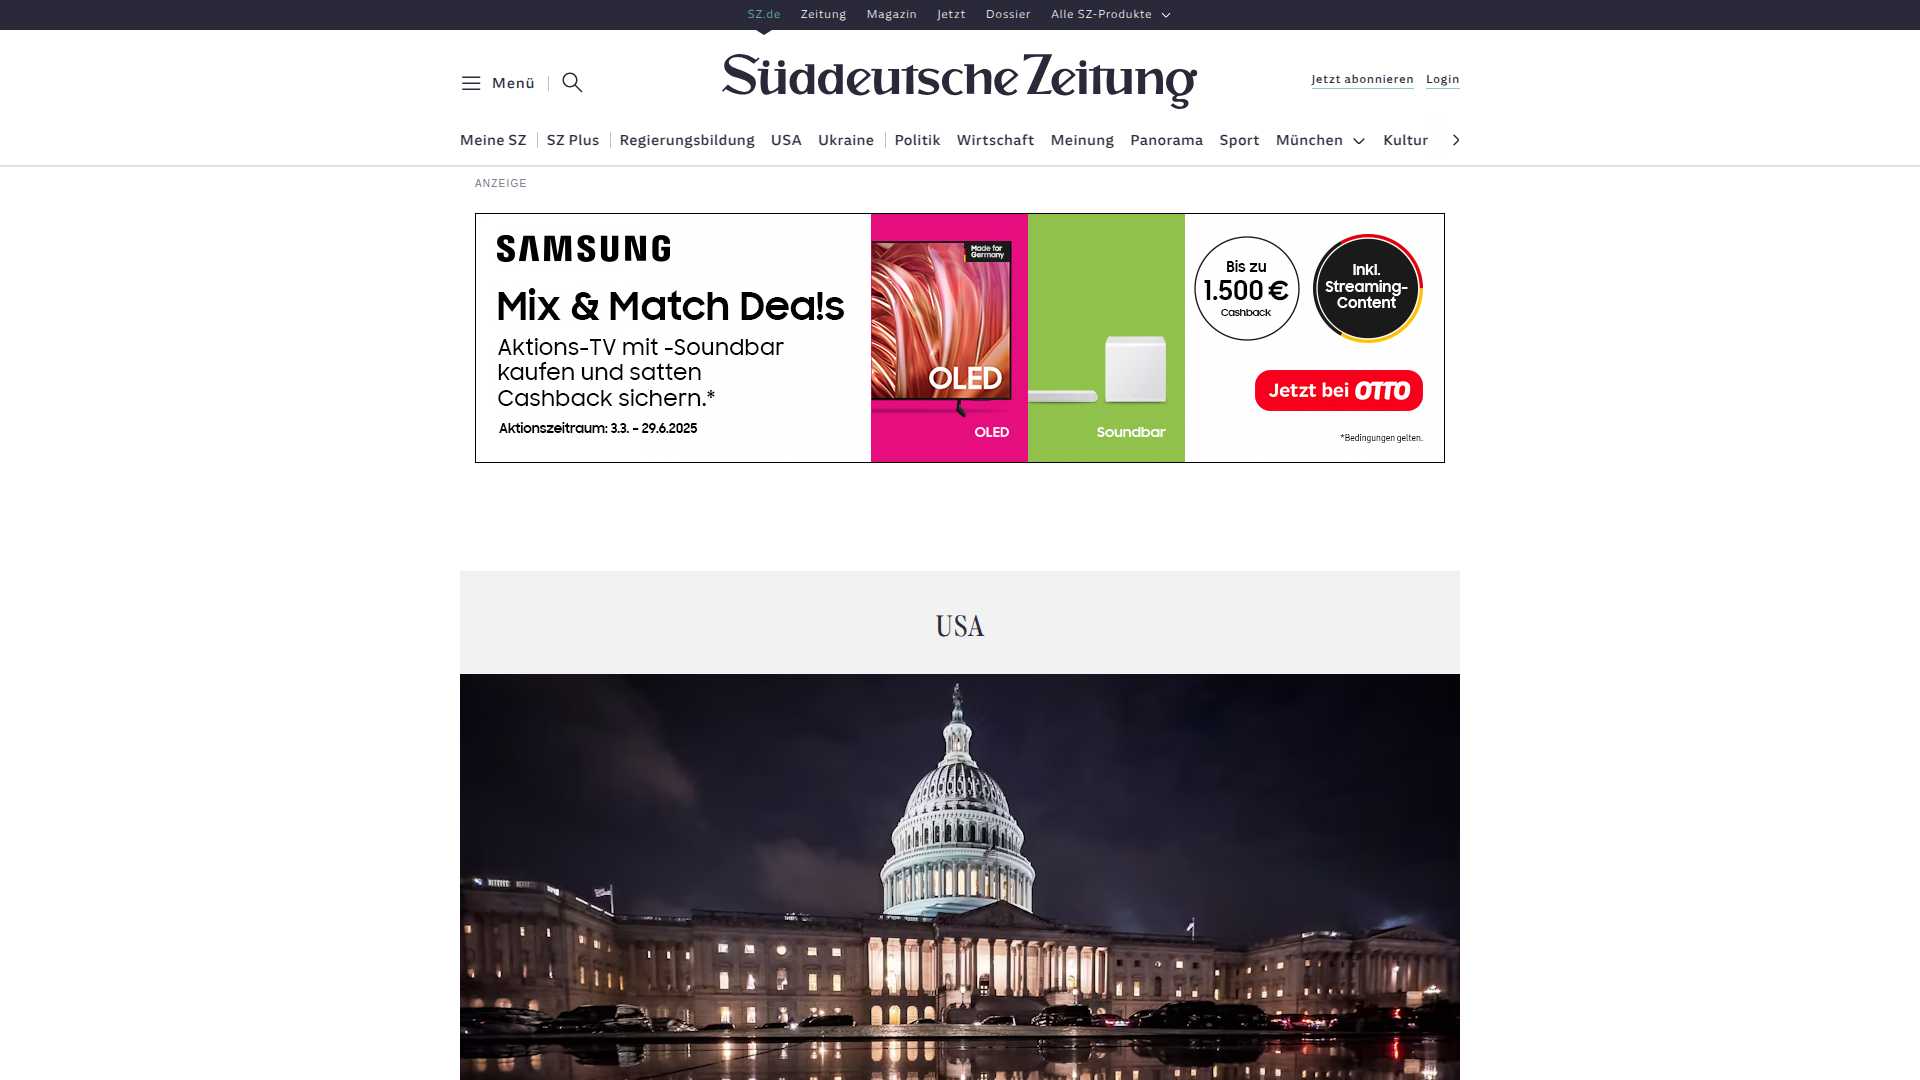 SZ.de Zeitung Magazin Jetzt Dossier Alle SZ-Produkte
Menü
Süddeutsche Zeitung
Jetzt abonnieren Login
Meine SZ SZ Plus Regierungsbildung USA Ukraine Politik Wirtschaft Meinung Panorama Sport München Kultur
ANZEIGE
SAMSUNG
Mix & Match Dea!s
Aktions-TV mit -Soundbar
kaufen und satten
Cashback sichern.*
Aktionszeitraum: 3.3. – 29.6.2025
Made for
Germany
OLED
OLED
Soundbar
Bis zu
1.500 €
Cashback
Inkl.
Streaming-
Content
Jetzt bei OTTO
*Bedingungen gelten.
USA